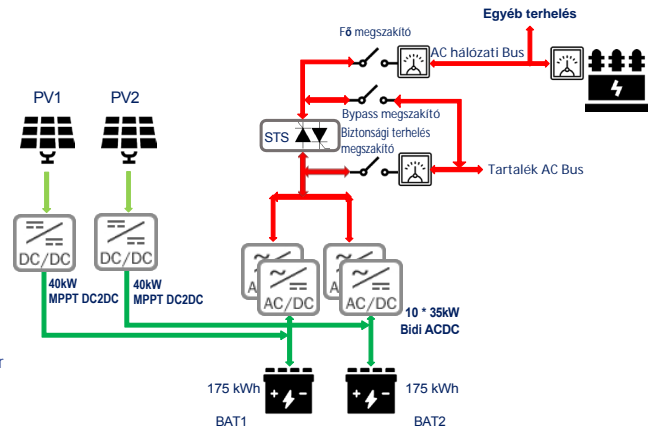 Egyéb terhelés
Fő megszakító
AC hálózati Bus
PV1
PV2
Bypass megszakító
STS
Biztonsági terhelés
megszakító
Tartalék AC Bus
DC/DC
DC/DC
40kW
MPPT DC2DC
40kW
MPPT DC2DC
A
AC/DC
A
AC/DC
10 * 35kW
Bidi ACDC
r
175 kWh
175 kWh
BAT1
BAT2